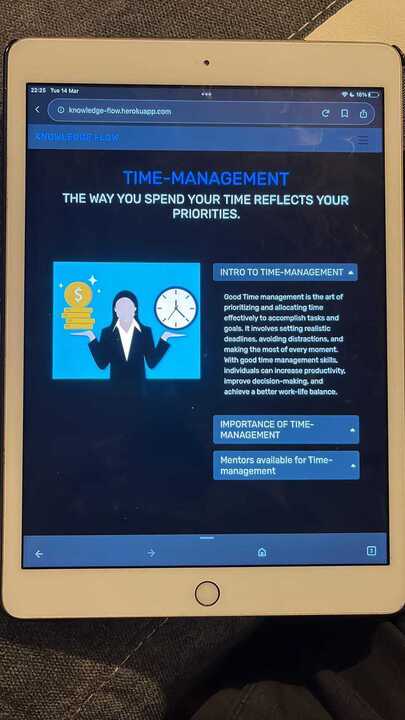 22:25 Tue 14 Mar
16%
knowledge-flow.herokuapp.com
KNOWLEDGE FLOW
TIME-MANAGEMENT
THE WAY YOU SPEND YOUR TIME REFLECTS YOUR
PRIORITIES.
$
INTRO TO TIME-MANAGEMENT
Good Time management is the art of
prioritizing and allocating time
effectively to accomplish tasks and
goals. It involves setting realistic
deadlines, avoiding distractions, and
making the most of every moment.
With good time management skills,
individuals can increase productivity,
improve decision-making, and
achieve a better work-life balance.
IMPORTANCE OF TIME-
MANAGEMENT
Mentors available for Time-
management